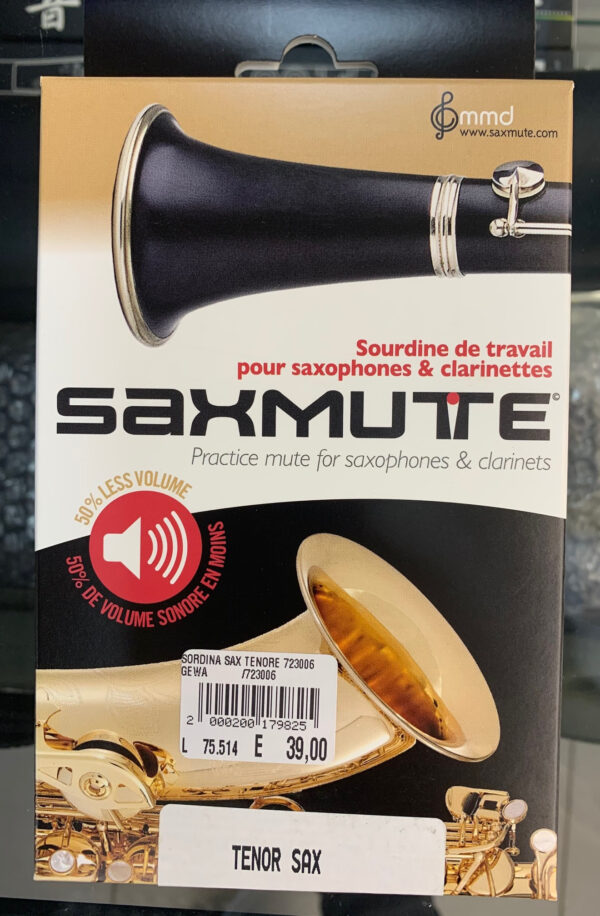 音
mmd
www.saxmute.com
Sourdine de travail
pour saxophones & clarinettes
SAXMUTE©
Practice mute for saxophones & clarinets
50% LESS VOLUME
50% DE VOLUME SONORE EN MOINS
SORDINA SAX TENORE 723006
GEWA /723006
2 000200 179825
L 75.514 E 39,00
TENOR SAX